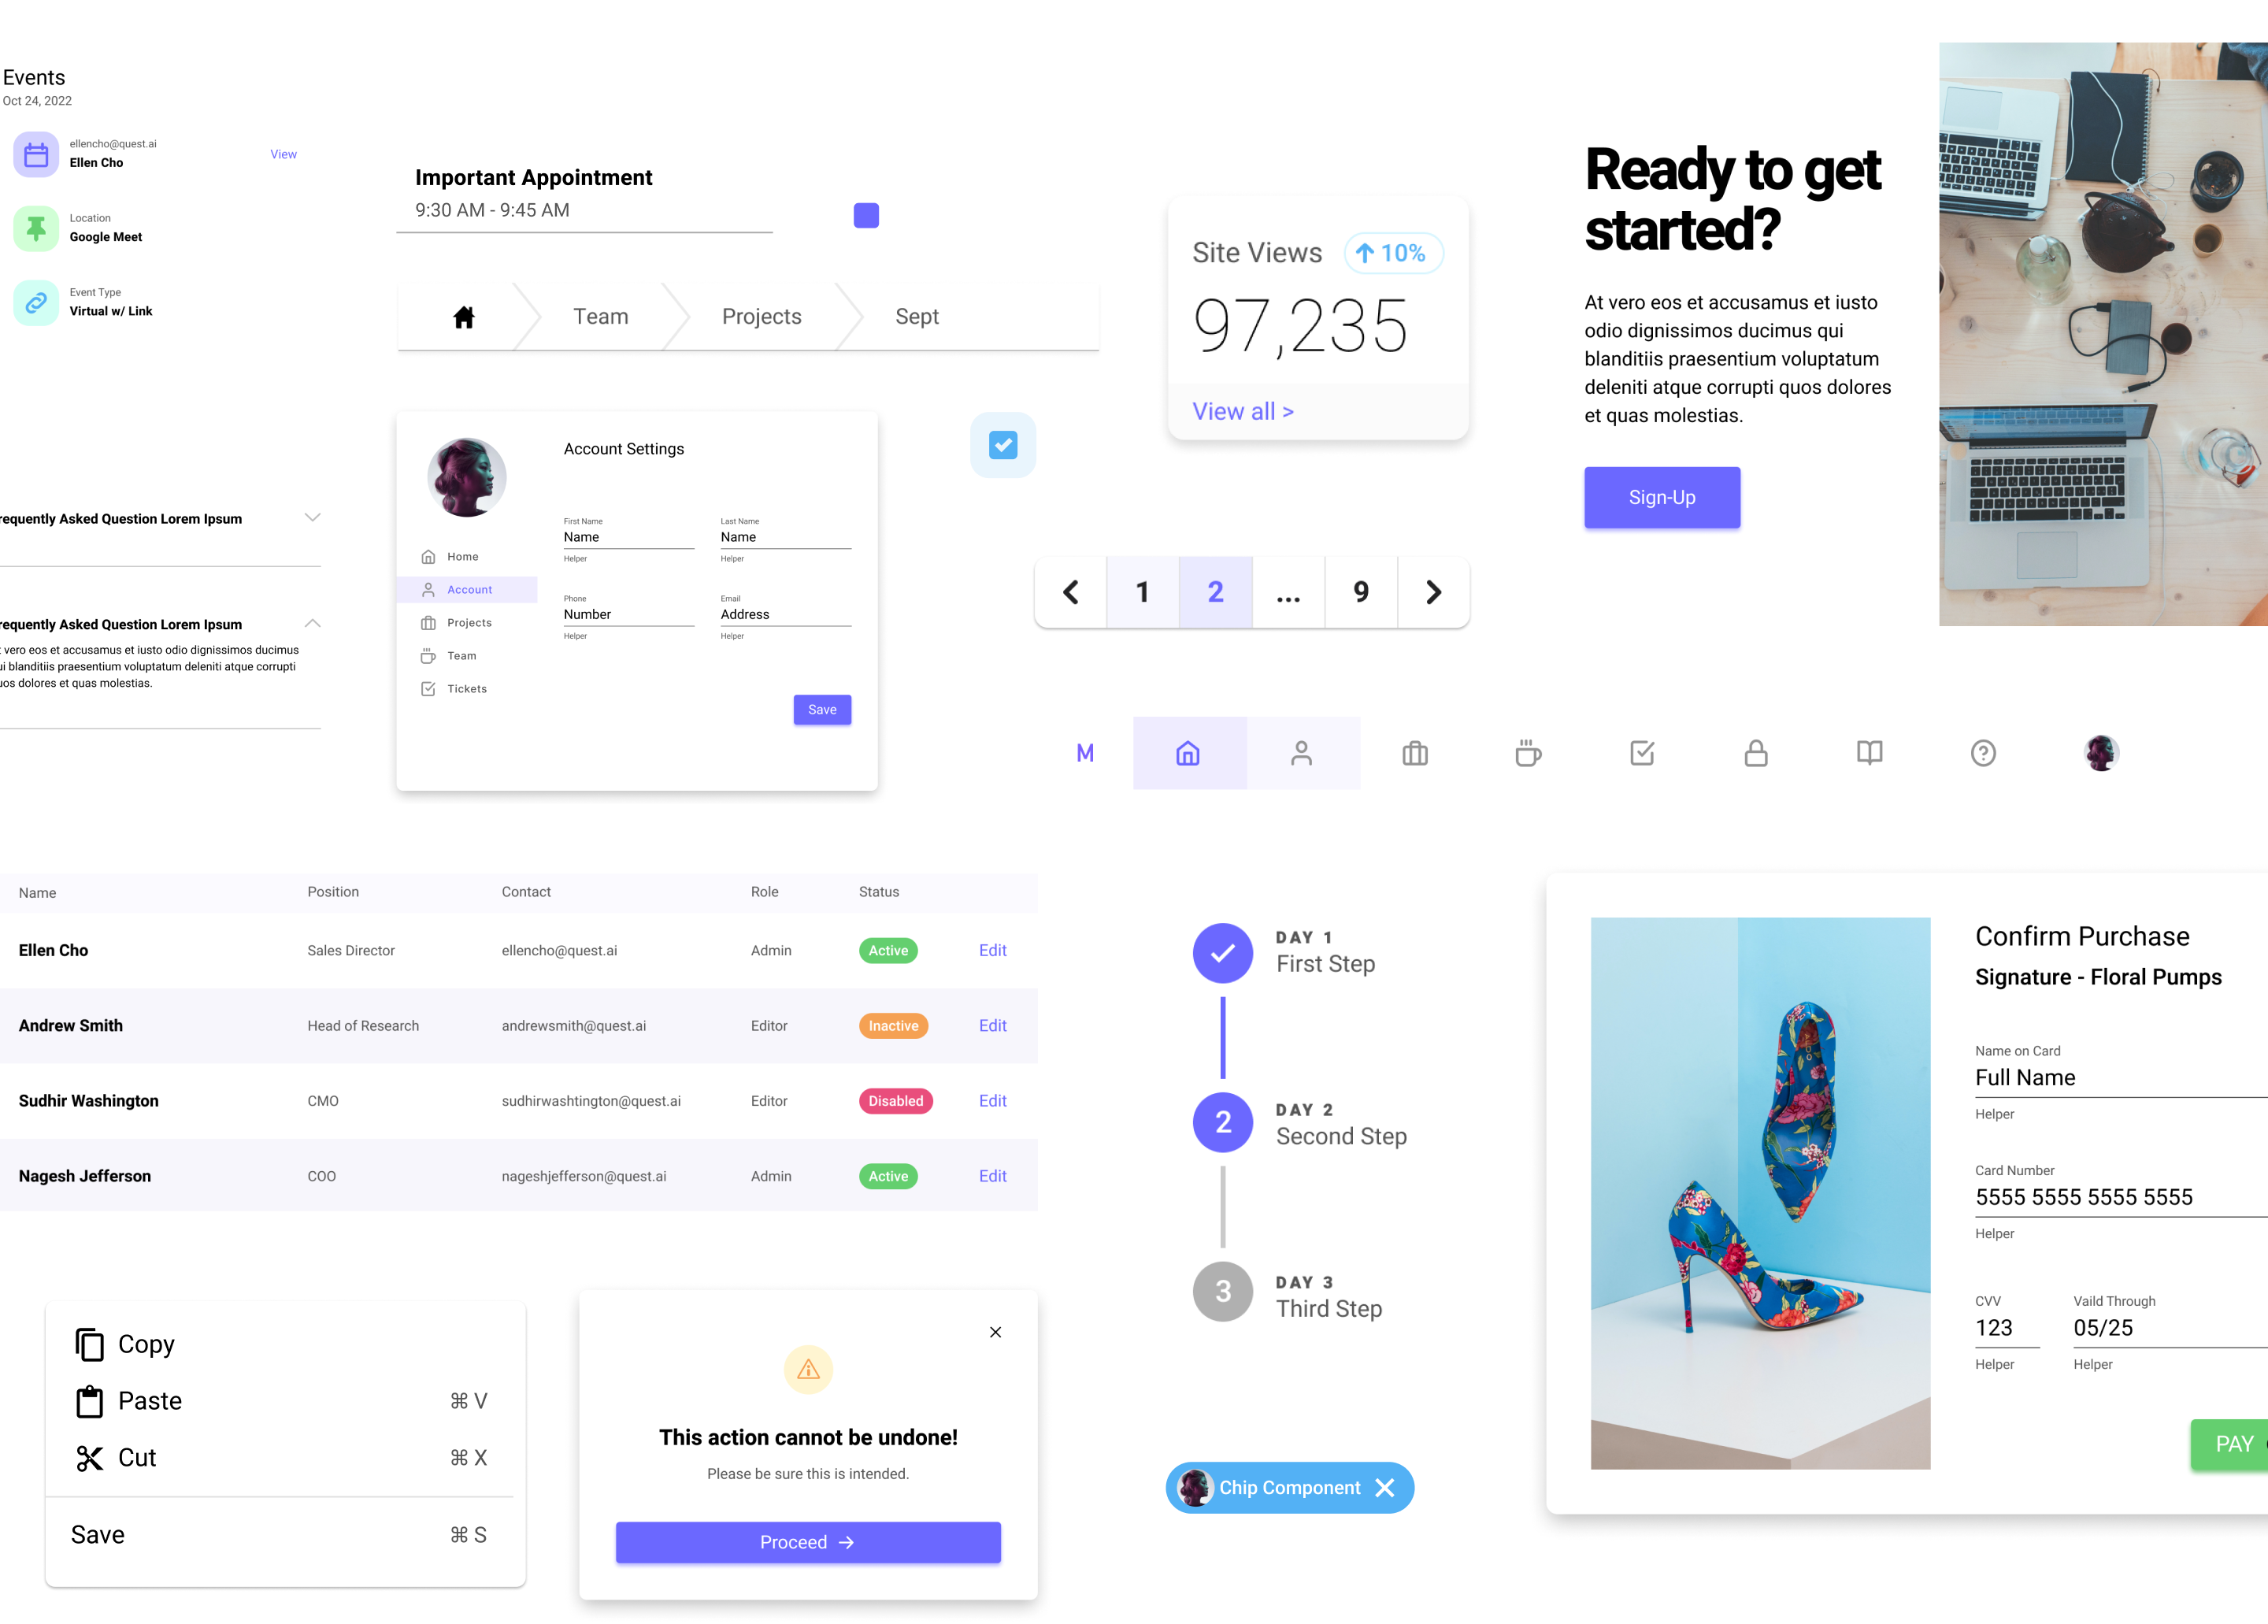 Events
Oct 24, 2022
ellencho@quest.ai
Ellen Cho
View
Location
Google Meet
Event Type
Virtual w/ Link
Important Appointment
9:30 AM - 9:45 AM
Team
Projects
Sept
Site Views
10%
97,235
View all >
Ready to get
started?
At vero eos et accusamus et iusto
odio dignissimos ducimus qui
blanditiis praesentium voluptatum
deleniti atque corrupti quos dolores
et quas molestias.
Sign-Up
requently Asked Question Lorem Ipsum
requently Asked Question Lorem Ipsum
t vero eos et accusamus et iusto odio dignissimos ducimus
ui blanditiis praesentium voluptatum deleniti atque corrupti
uos dolores et quas molestias.
Account Settings
Home
Account
Projects
Team
Tickets
First Name
Name
Helper
Last Name
Name
Helper
Phone
Number
Helper
Email
Address
Helper
Save
1 2 ... 9
M
Name Position Contact Role Status
Ellen Cho Sales Director ellencho@quest.ai Admin Active Edit
Andrew Smith Head of Research andrewsmith@quest.ai Editor Inactive Edit
Sudhir Washington CMO sudhirwashtington@quest.ai Editor Disabled Edit
Nagesh Jefferson COO nageshjefferson@quest.ai Admin Active Edit
DAY 1
First Step
2
DAY 2
Second Step
3
DAY 3
Third Step
Confirm Purchase
Signature - Floral Pumps
Name on Card
Full Name
Helper
Card Number
5555 5555 5555 5555
Helper
CVV
123
Helper
Vaild Through
05/25
Helper
PAY
Copy
Paste ⌘ V
Cut ⌘ X
Save ⌘ S
This action cannot be undone!
Please be sure this is intended.
Proceed →
Chip Component